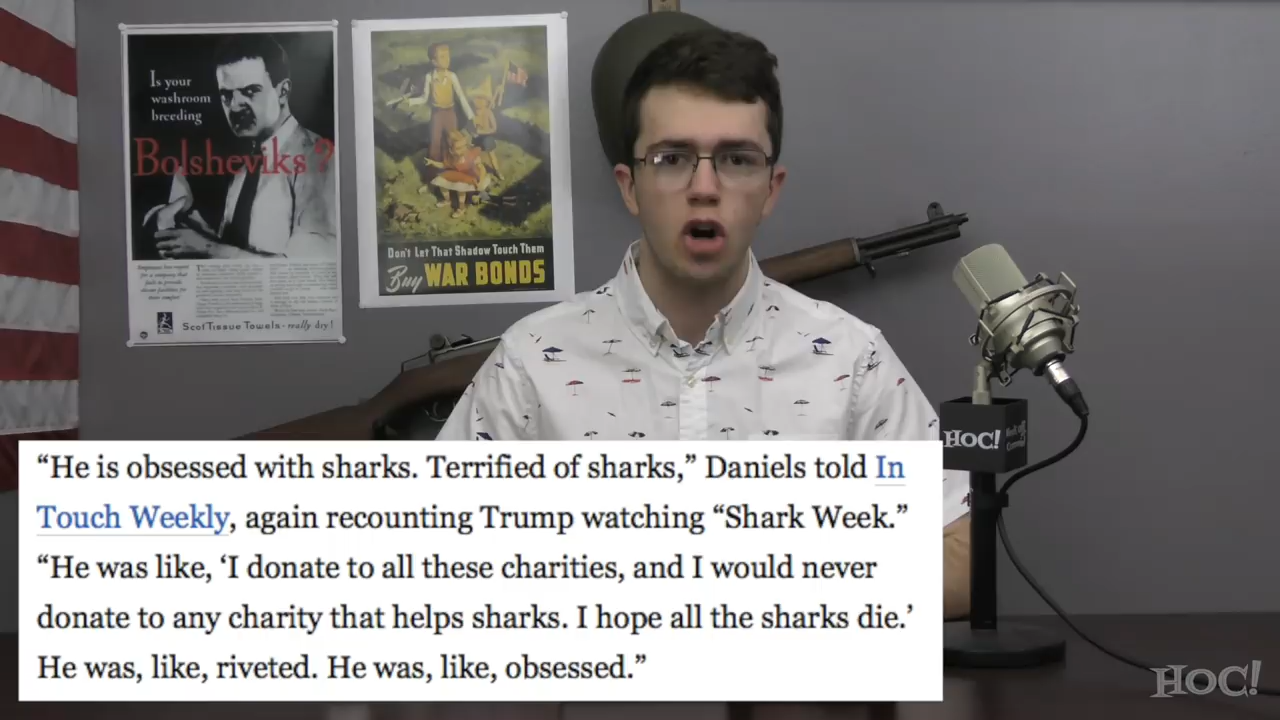 Is your
washroom
breeding
Bolsheviks?
ScotTissue Towels - really dry!
Don't Let That Shadow Touch Them
Buy WAR BONDS
HOC!
“He is obsessed with sharks. Terrified of sharks,” Daniels told In
Touch Weekly, again recounting Trump watching “Shark Week.”
“He was like, ‘I donate to all these charities, and I would never
donate to any charity that helps sharks. I hope all the sharks die.’
He was, like, riveted. He was, like, obsessed.”
HOC!